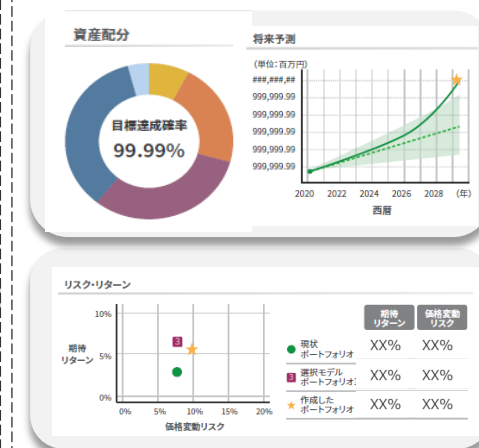 資産配分
目標達成確率
99.99%
将来予測
(単位:百万円)
###,###,##
999,999.99
999,999.99
999,999.99
999,999.99
999,999.99
2020 2022 2024 2026 2028 (年)
西暦
リスク・リターン
10%
期待
リターン
5%
0%
0% 5% 10% 15% 20%
価格変動リスク
3
期待
リターン
価格変動
リスク
現状
ポートフォリオ
XX% XX%
3
選択モデル
ポートフォリオ
XX% XX%
作成した
ポートフォリオ
XX% XX%